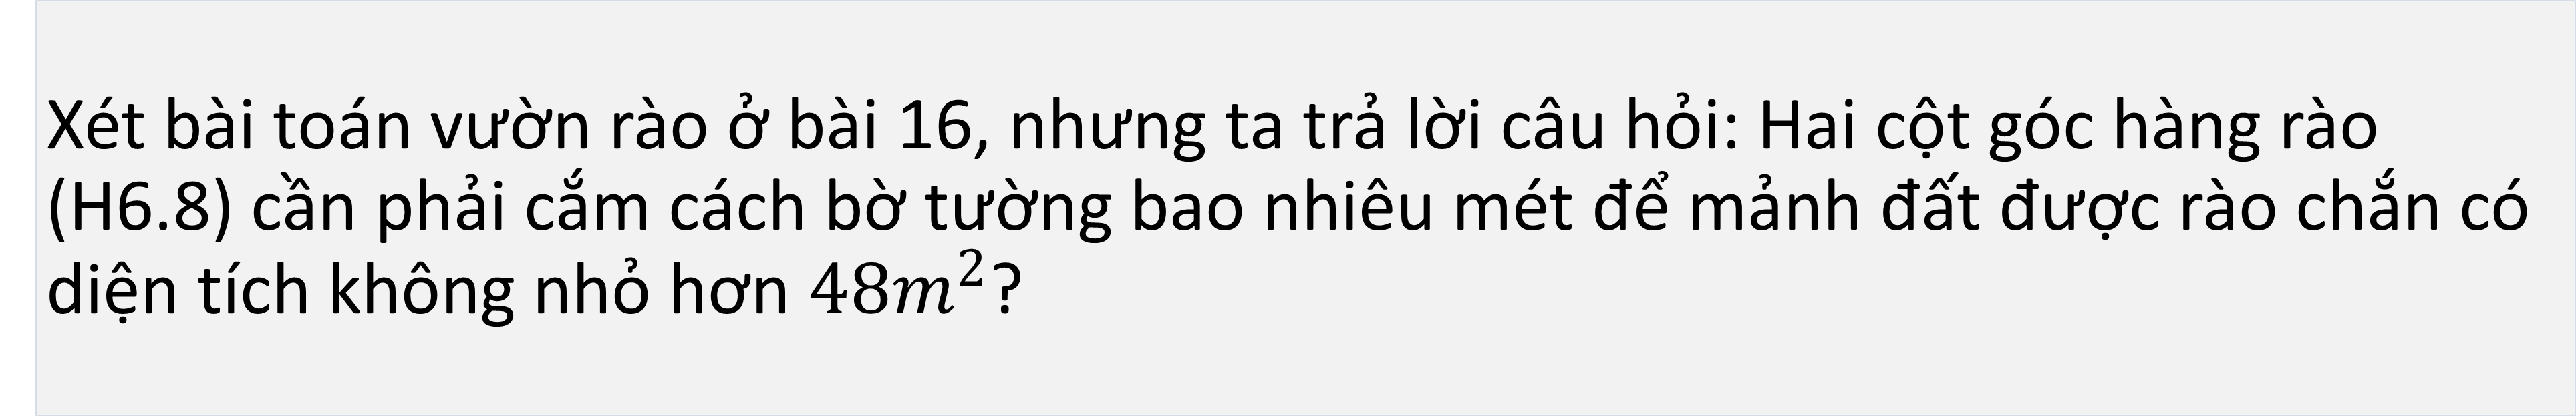 Xét bài toán vườn rào ở bài 16, nhưng ta trả lời câu hỏi: Hai cột góc hàng rào
(H6.8) cần phải cắm cách bờ tường bao nhiêu mét để mảnh đất được rào chắn có
diện tích không nhỏ hơn 48m²?